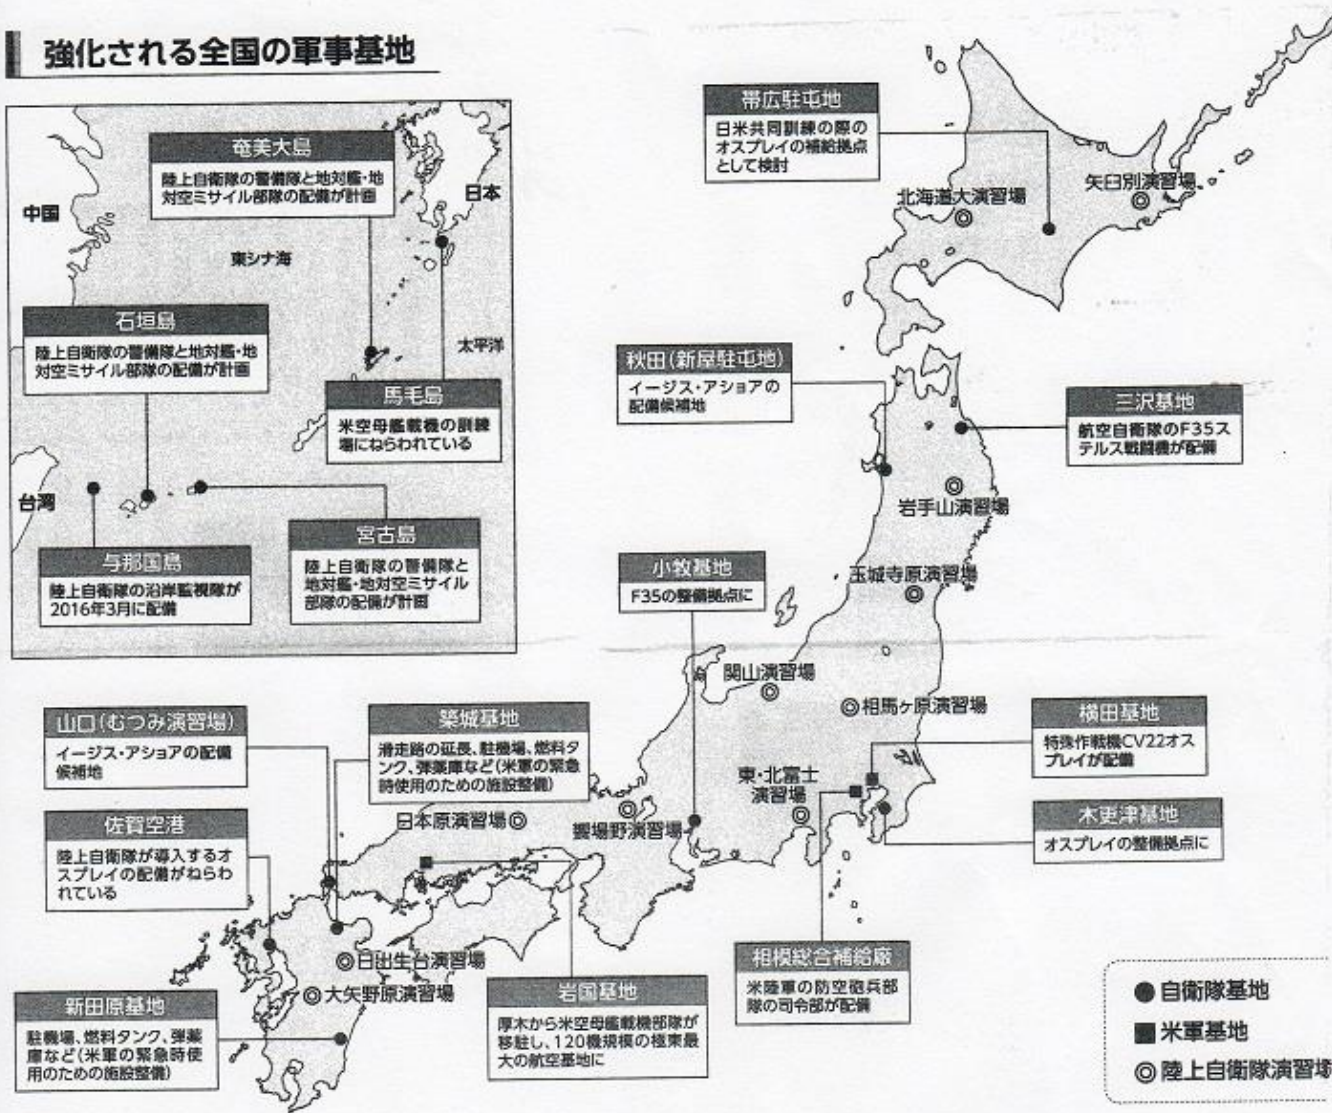 強化される全国の軍事基地
奄美大島
陸上自衛隊の警備隊と地対艦・地
対空ミサイル部隊の配備が計画
中国
日本
東シナ海
石垣島
陸上自衛隊の警備隊と地対艦・地
対空ミサイル部隊の配備が計画
太平洋
馬毛島
米空母艦載機の訓練
場にねらわれている
台湾
与那国島
陸上自衛隊の沿岸監視隊が
2016年3月に配備
宮古島
陸上自衛隊の警備隊と
地対艦・地対空ミサイル
部隊の配備が計画
帯広駐屯地
日米共同訓練の際の
オスプレイの補給拠点
として検討
北海道大演習場
矢臼別演習場
秋田(新屋駐屯地)
イージス・アショアの
配備候補地
三沢基地
航空自衛隊のF35ス
テルス戦闘機が配備
岩手山演習場
小牧基地
F35の整備拠点に
王城寺原演習場
関山演習場
相馬ヶ原演習場
横田基地
特殊作戦機CV22オス
プレイが配備
山口(むつみ演習場)
イージス・アショアの配備
候補地
築城基地
滑走路の延長、駐機場、燃料タ
ンク、弾薬庫など(米軍の緊急
時使用のための施設整備)
東・北富士
演習場
木更津基地
オスプレイの整備拠点に
佐賀空港
陸上自衛隊が導入するオ
スプレイの配備がねらわ
れている
日本原演習場
饗場野演習場
日出生台演習場
大矢野原演習場
新田原基地
駐機場、燃料タンク、弾薬
庫など(米軍の緊急時使
用のための施設整備)
岩国基地
厚木から米空母艦載機部隊が
移駐し、120機規模の極東最
大の航空基地に
相模総合補給廠
米陸軍の防空砲兵部
隊の司令部が配備
自衛隊基地
米軍基地
陸上自衛隊演習場